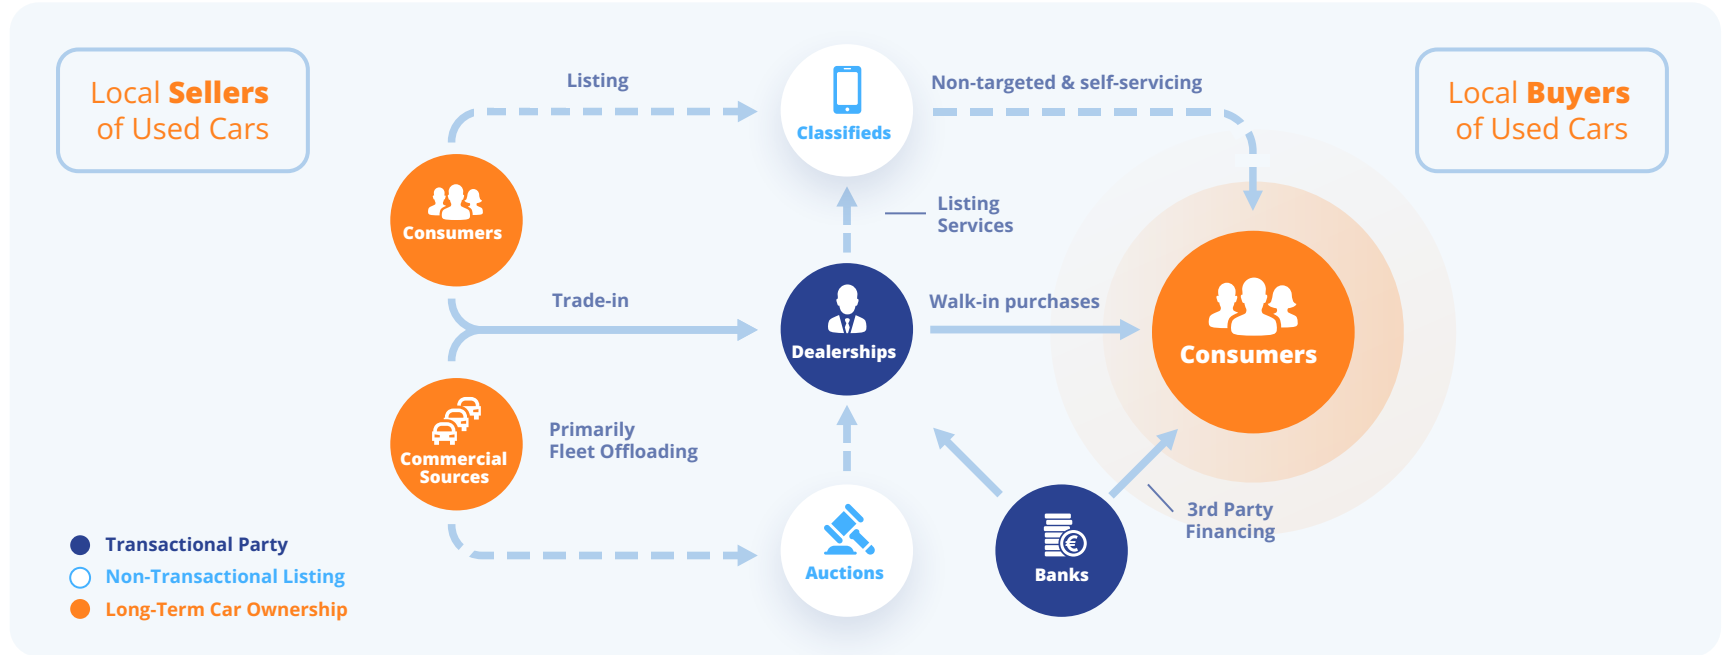 Local Sellers
of Used Cars
Listing
Classifieds
Non-targeted & self-servicing
Local Buyers
of Used Cars
Consumers
Listing
Services
Trade-in
Dealerships
Walk-in purchases
Consumers
Commercial
Sources
Primarily
Fleet Offloading
Auctions
€
Banks
3rd Party
Financing
Transactional Party
Non-Transactional Listing
Long-Term Car Ownership